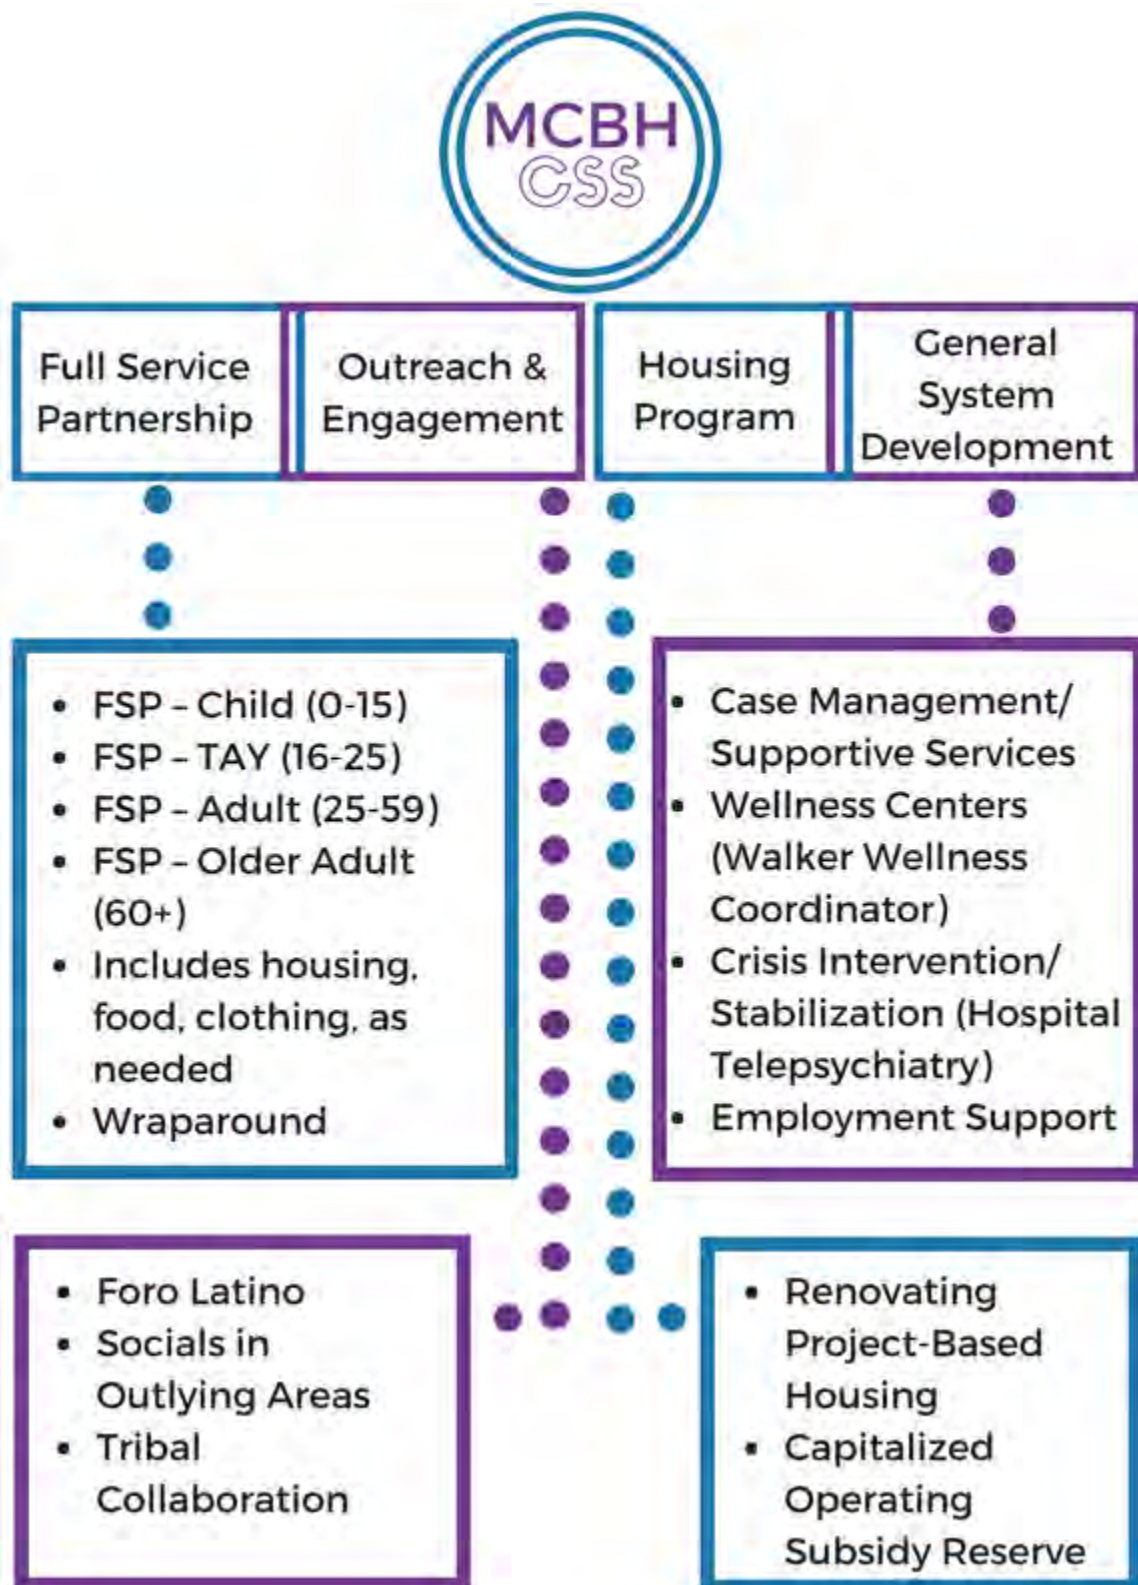 MCBH
CSS
Full Service
Partnership
Outreach &
Engagement
Housing
Program
General
System
Development
• FSP – Child (0-15)
• FSP – TAY (16-25)
• FSP – Adult (25-59)
• FSP – Older Adult
(60+)
• Includes housing,
food, clothing, as
needed
• Wraparound
• Case Management/
Supportive Services
• Wellness Centers
(Walker Wellness
Coordinator)
• Crisis Intervention/
Stabilization (Hospital
Telepsychiatry)
• Employment Support
• Foro Latino
• Socials in
Outlying Areas
• Tribal
Collaboration
• Renovating
Project-Based
Housing
• Capitalized
Operating
Subsidy Reserve